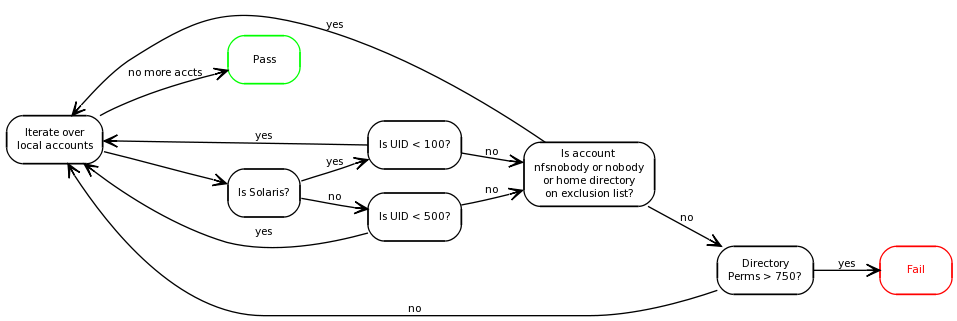 yes
Pass
no more accts
Iterate over
local accounts
yes
Is UID < 100?
no
Is account
nfsnobody or nobody
or home directory
on exclusion list?
yes
Is Solaris?
no
Is UID < 500?
no
yes
no
Directory
Perms > 750?
yes
Fail
no